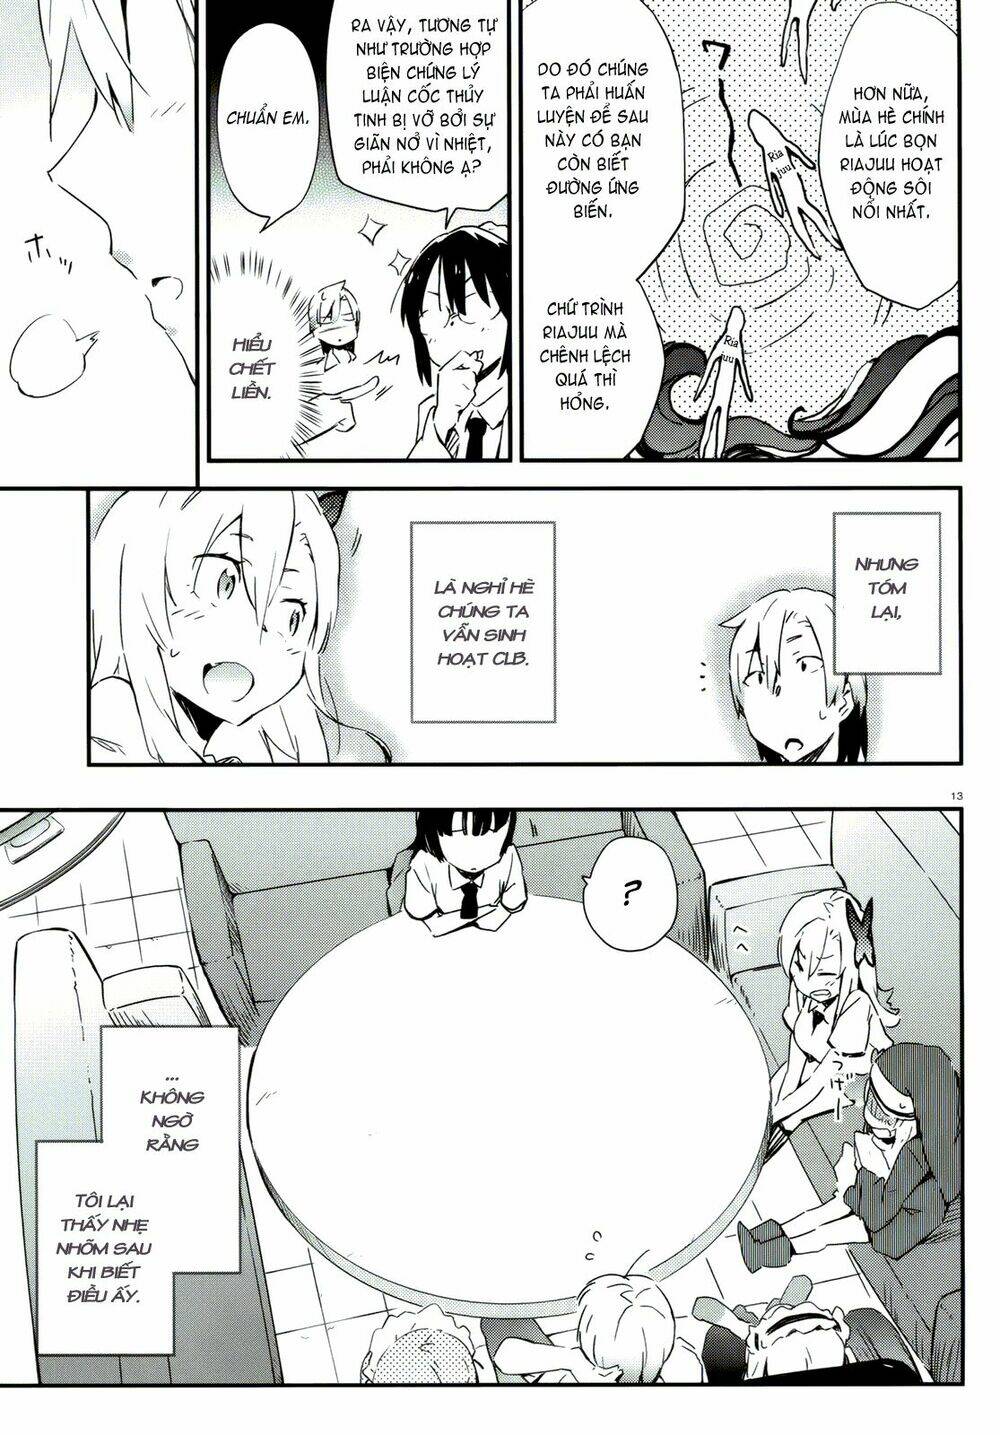 HƠN NỮA,
MÙA HÈ CHÍNH
LÀ LÚC BỌN
RIAJUU HOẠT
ĐỘNG SÔI
NỔI NHẤT.
Ria
juu
ワー
Ria
juu
DO ĐÓ CHÚNG
TA PHẢI HUẤN
LUYỆN ĐỂ SAU
NÀY CÓ BẠN
CÒN BIẾT
ĐƯỜNG ỨNG
BIẾN.
CHỨ TRÌNH
RIAJUU MÀ
CHÊNH LỆCH
QUÁ THÌ
HỎNG.
RA VẬY, TƯƠNG TỰ
NHƯ TRƯỜNG HỢP
BIỆN CHỨNG LÝ
LUẬN CỐC THỦY
TINH BỊ VỠ BỞI SỰ
GIÃN NỞ VÌ NHIỆT,
PHẢI KHÔNG Ạ?
CHUẨN EM.
HIỂU
CHẾT
LIỀN.
ホッ
NHƯNG
TÓM
LẠI,
LÀ NGHỈ HÈ
CHÚNG TA
VẪN SINH
HOẠT CLB.
13
?
...
KHÔNG
NGỜ
RẰNG
TÔI LẠI
THẤY NHẸ
NHÕM SAU
KHI BIẾT
ĐIỀU ẤY.